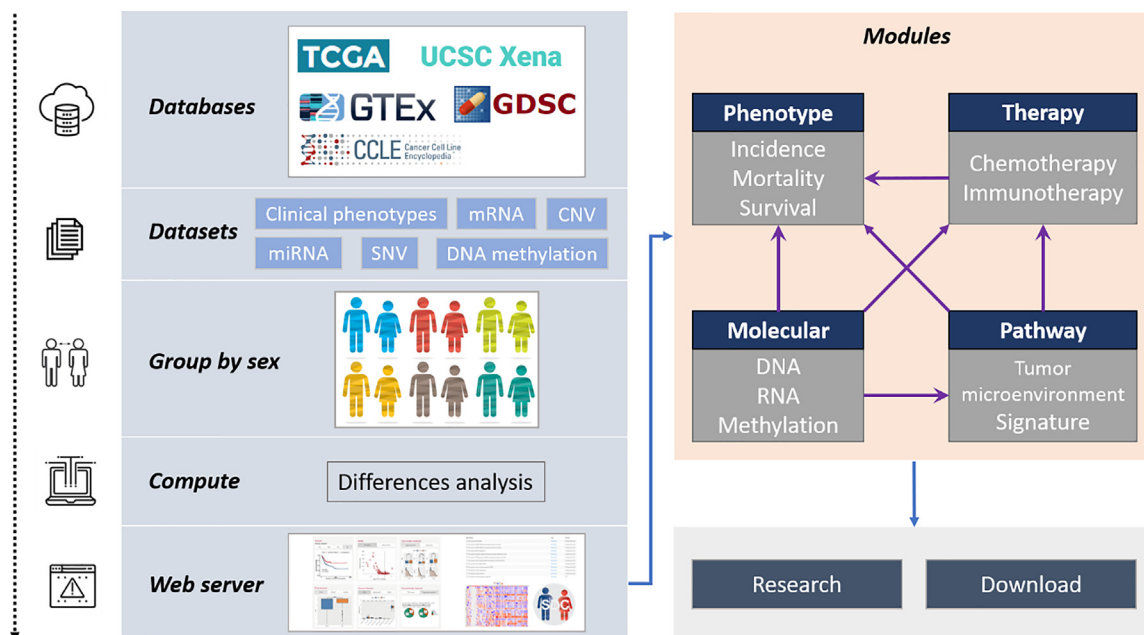 Databases
TCGA
UCSC Xena
GTEx
GDSC
CCLE Cancer Cell Line
Encyclopedia
Datasets
Clinical phenotypes
mRNA
CNV
miRNA
SNV
DNA methylation
Group by sex
Compute
Differences analysis
Web server
Modules
Phenotype
Incidence
Mortality
Survival
Therapy
Chemotherapy
Immunotherapy
Molecular
DNA
RNA
Methylation
Pathway
Tumor
microenvironment
Signature
Research
Download